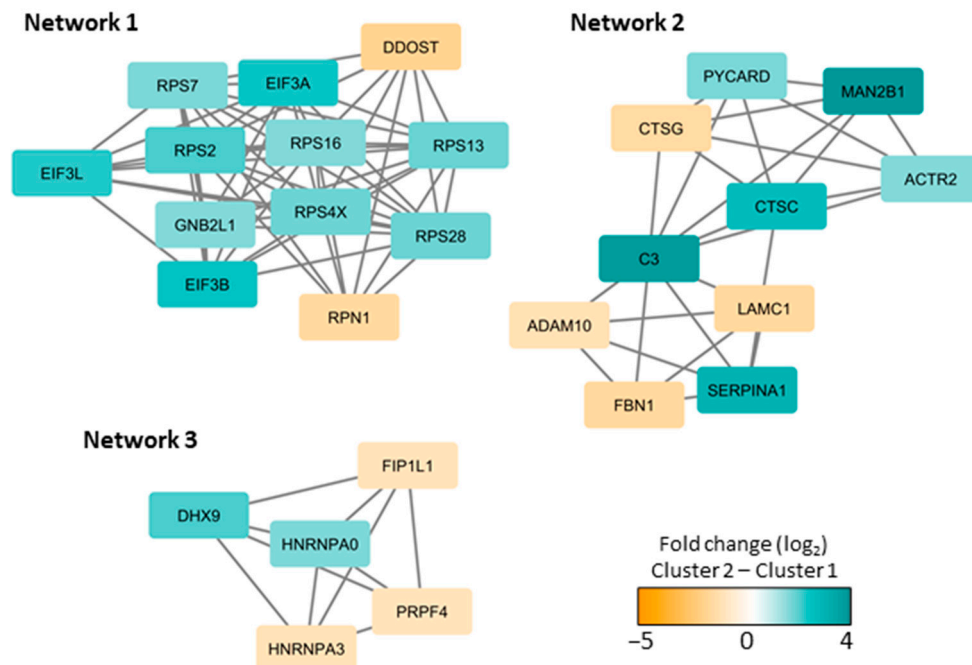 Network 1
DDOST
RPS7
EIF3A
RPS2
RPS16
RPS13
EIF3L
RPS4X
GNB2L1
RPS28
EIF3B
RPN1
Network 2
PYCARD
MAN2B1
CTSG
ACTR2
CTSC
C3
LAMC1
ADAM10
SERPINA1
FBN1
Network 3
FIP1L1
DHX9
HNRNPA0
PRPF4
HNRNPA3
Fold change (log₂)
Cluster 2 – Cluster 1
−5 0 4